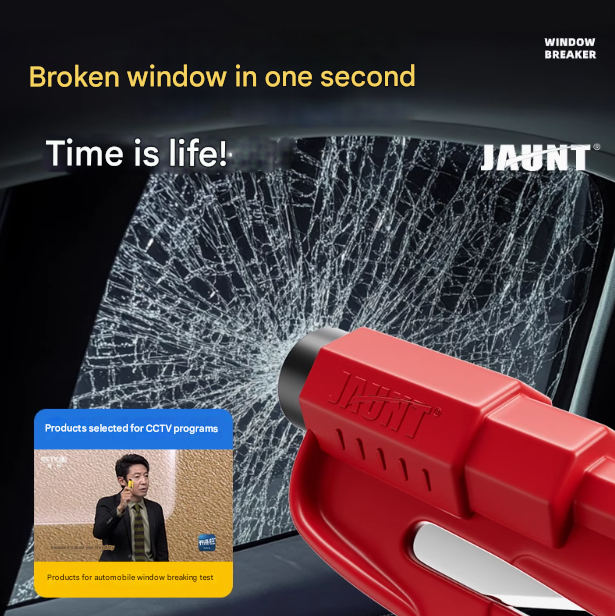 WINDOW
BREAKER
Broken window in one second
Time is life!
JAUNT®
JAUNT®
Products selected for CCTV programs
Products for automobile window breaking test